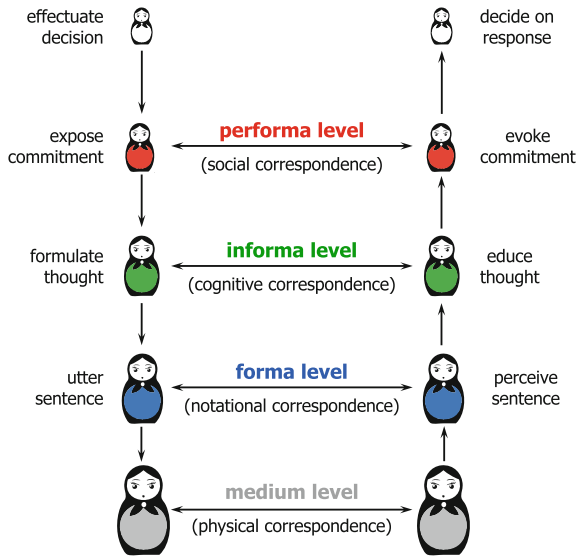 effectuate
decision
decide on
response
expose
commitment
performa level
(social correspondence)
evoke
commitment
formulate
thought
informa level
(cognitive correspondence)
educe
thought
utter
sentence
forma level
(notational correspondence)
perceive
sentence
medium level
(physical correspondence)